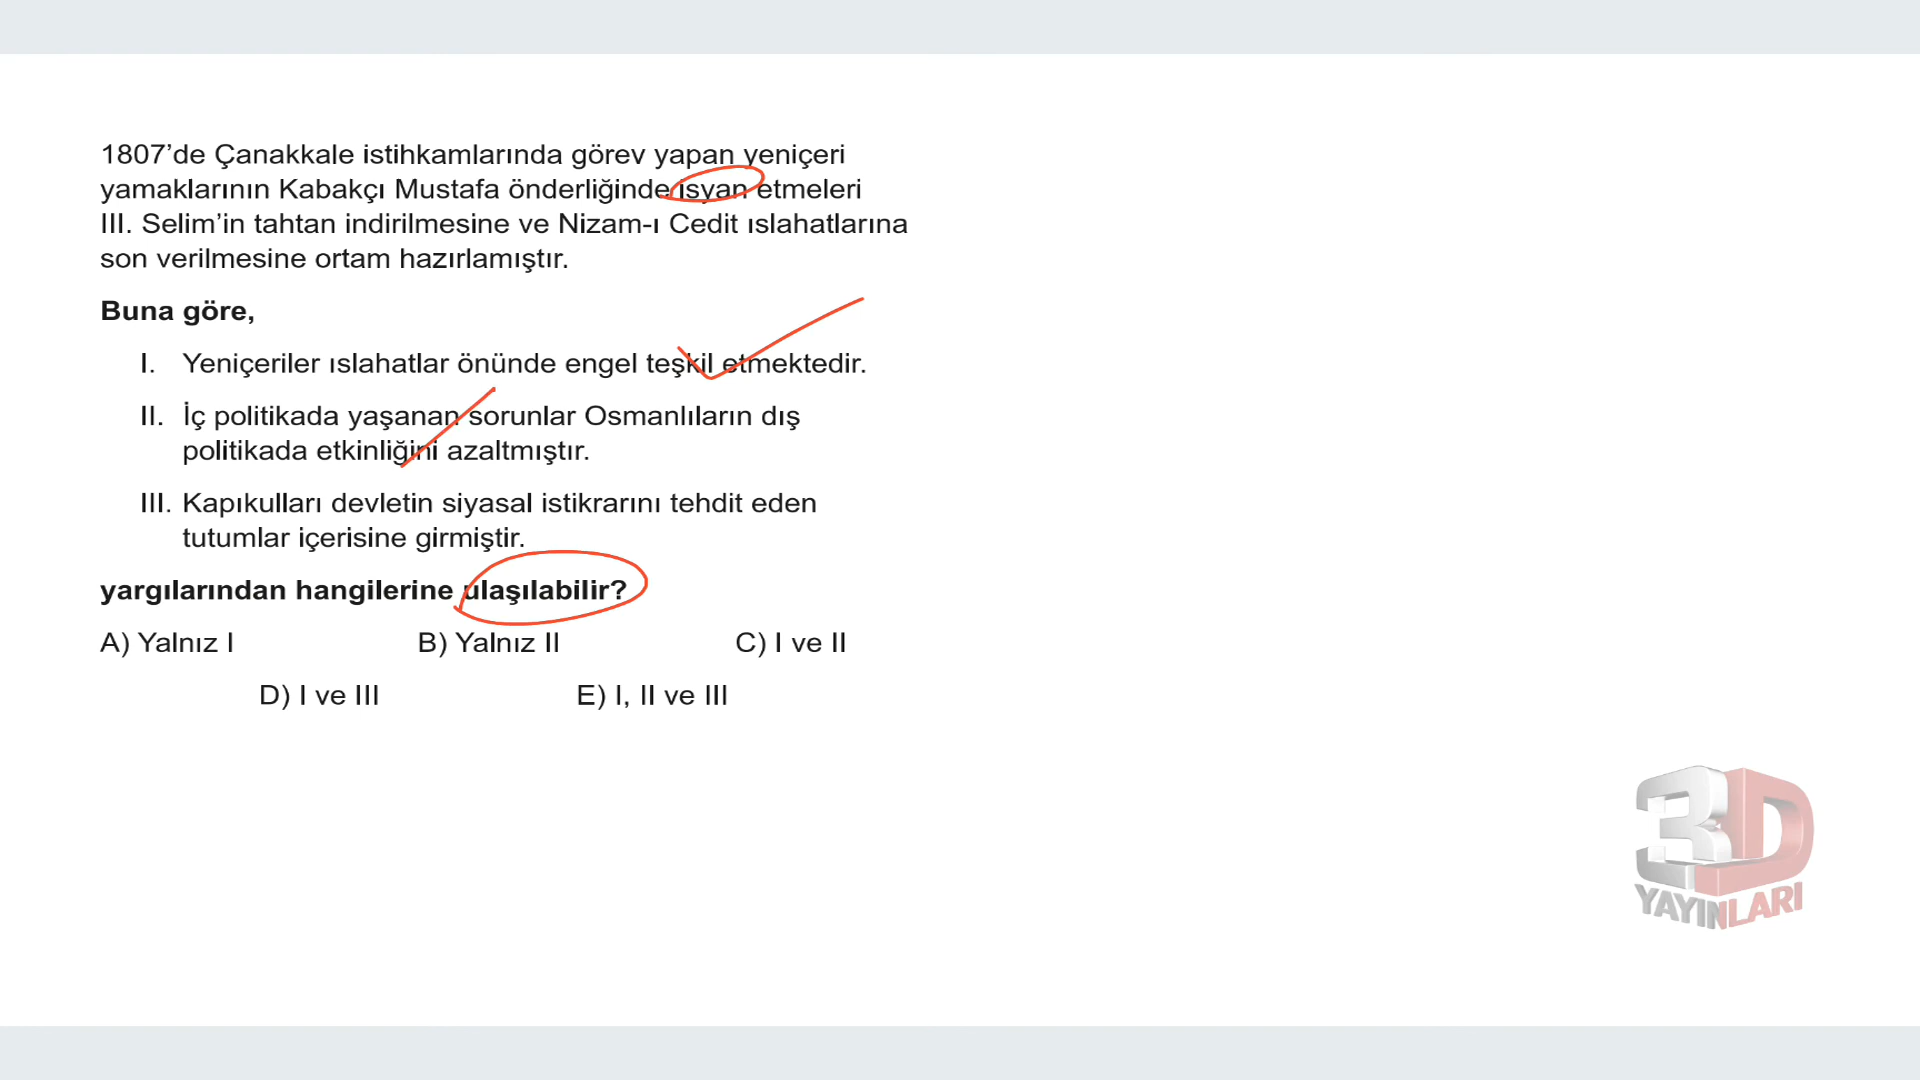 1807’de Çanakkale istihkamlarında görev yapan yeniçeri
yamaklarının Kabakçı Mustafa önderliğinde isyan etmeleri
III. Selim’in tahtan indirilmesine ve Nizam-ı Cedit ıslahatlarına
son verilmesine ortam hazırlamıştır.
Buna göre,
I. Yeniçeriler ıslahatlar önünde engel teşkil etmektedir.
II. İç politikada yaşanan sorunlar Osmanlıların dış
politikada etkinliğini azaltmıştır.
III. Kapıkulları devletin siyasal istikrarını tehdit eden
tutumlar içerisine girmiştir.
yargılarından hangilerine ulaşılabilir?
A) Yalnız I B) Yalnız II C) I ve II
D) I ve III E) I, II ve III
3D
YAYINLARI